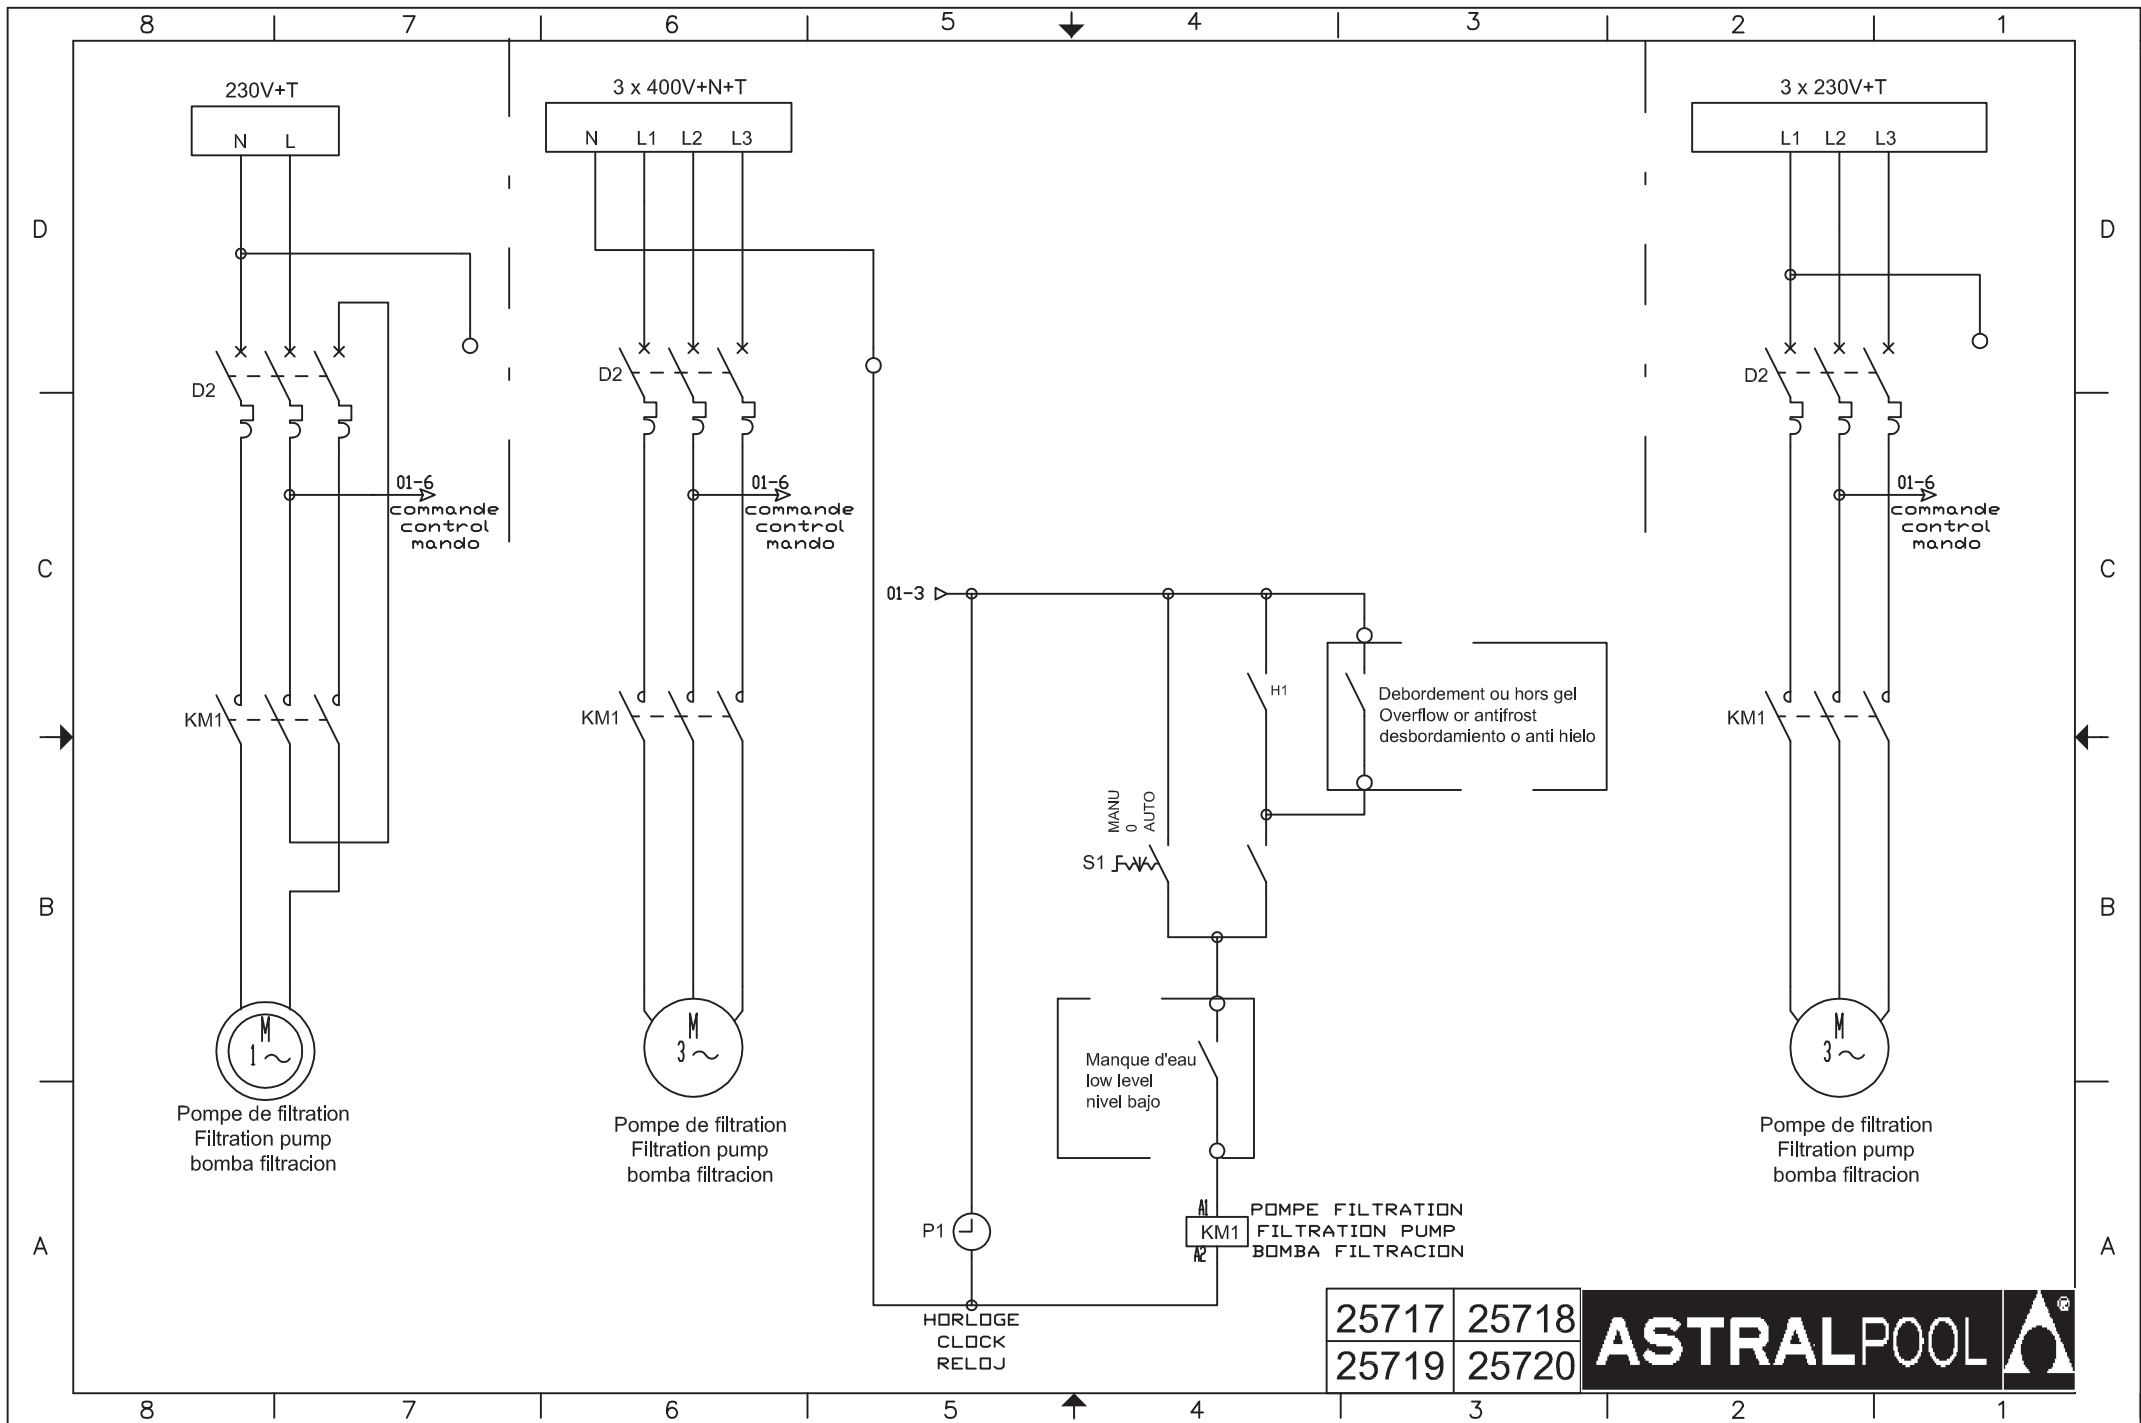 8 7 6 5 4 3 2 1
230V+T
N L
3 x 400V+N+T
N L1 L2 L3
3 x 230V+T
L1 L2 L3
D D
D2
D2
D2
01-6
commande
control
mando
01-6
commande
control
mando
01-6
commande
control
mando
C C
01-3
H1
Debordement ou hors gel
Overflow or antifrost
desbordamiento o anti hielo
KM1
KM1
KM1
MANU
0
AUTO
S1
B B
M
1~
Pompe de filtration
Filtration pump
bomba filtracion
M
3~
Pompe de filtration
Filtration pump
bomba filtracion
Manque d'eau
low level
nivel bajo
M
3~
Pompe de filtration
Filtration pump
bomba filtracion
A A
P1
HORLOGE
CLOCK
RELOJ
A1
KM1
A2
POMPE FILTRATION
FILTRATION PUMP
BOMBA FILTRACION
25717 25718
25719 25720
ASTRALPOOL ®
8 7 6 5 4 3 2 1